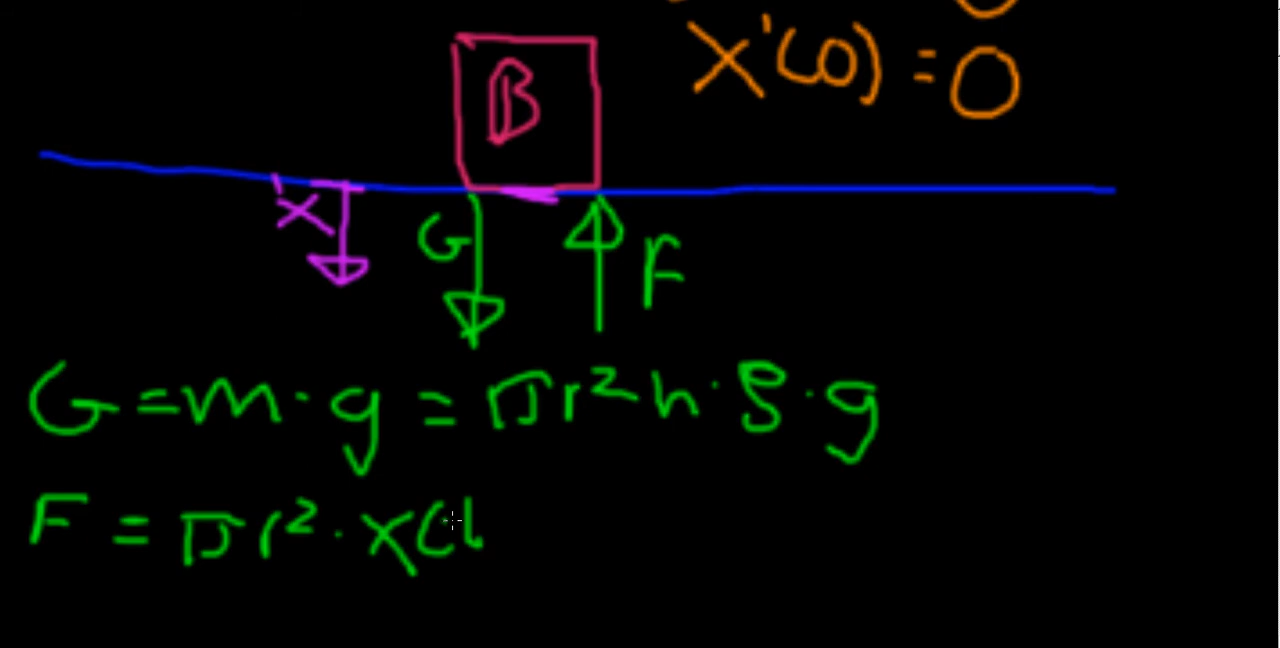 X'(0) = 0
B
X
G
F
G = m · g = πr²h · ρ · g
F = πr² · x(t